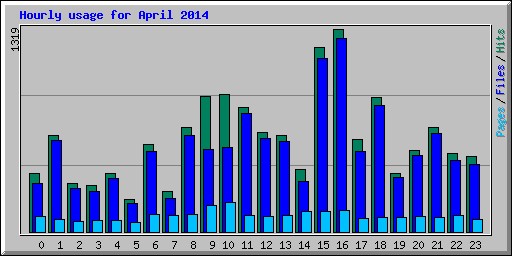 Hourly usage for April 2014
1319
Pages / Files / Hits
0 1 2 3 4 5 6 7 8 9 10 11 12 13 14 15 16 17 18 19 20 21 22 23